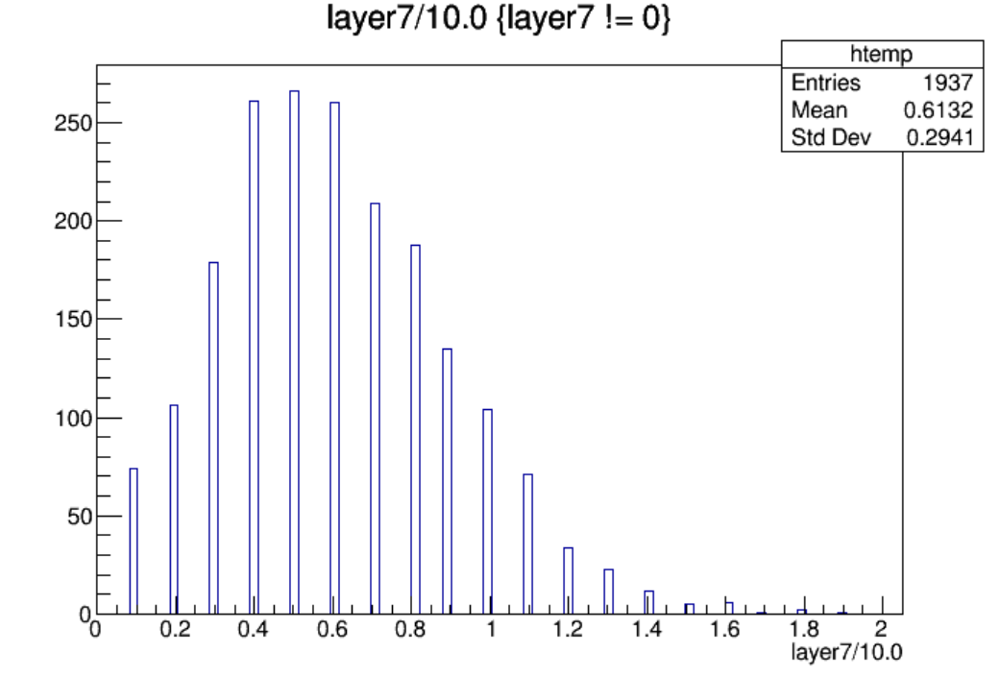 layer7/10.0 {layer7 != 0}
htemp
Entries 1937
Mean 0.6132
Std Dev 0.2941
250
200
150
100
50
0
0 0.2 0.4 0.6 0.8 1 1.2 1.4 1.6 1.8 2
layer7/10.0